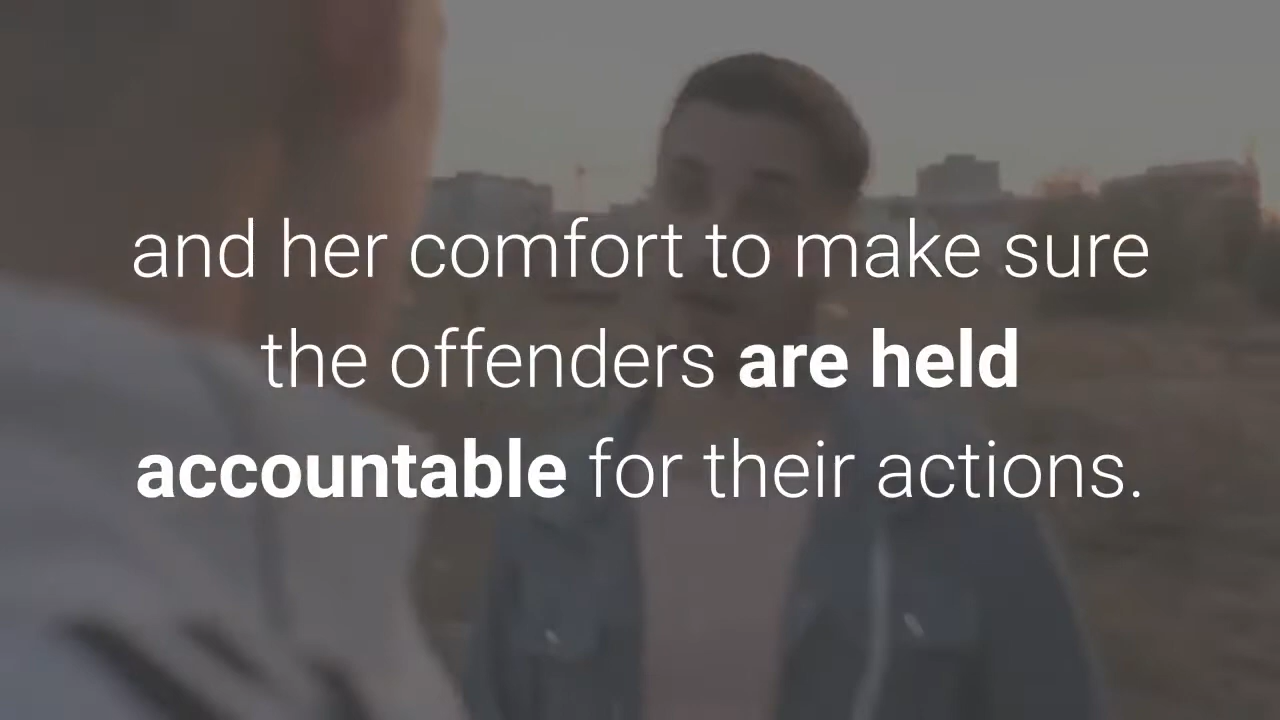 and her comfort to make sure
the offenders are held
accountable for their actions.